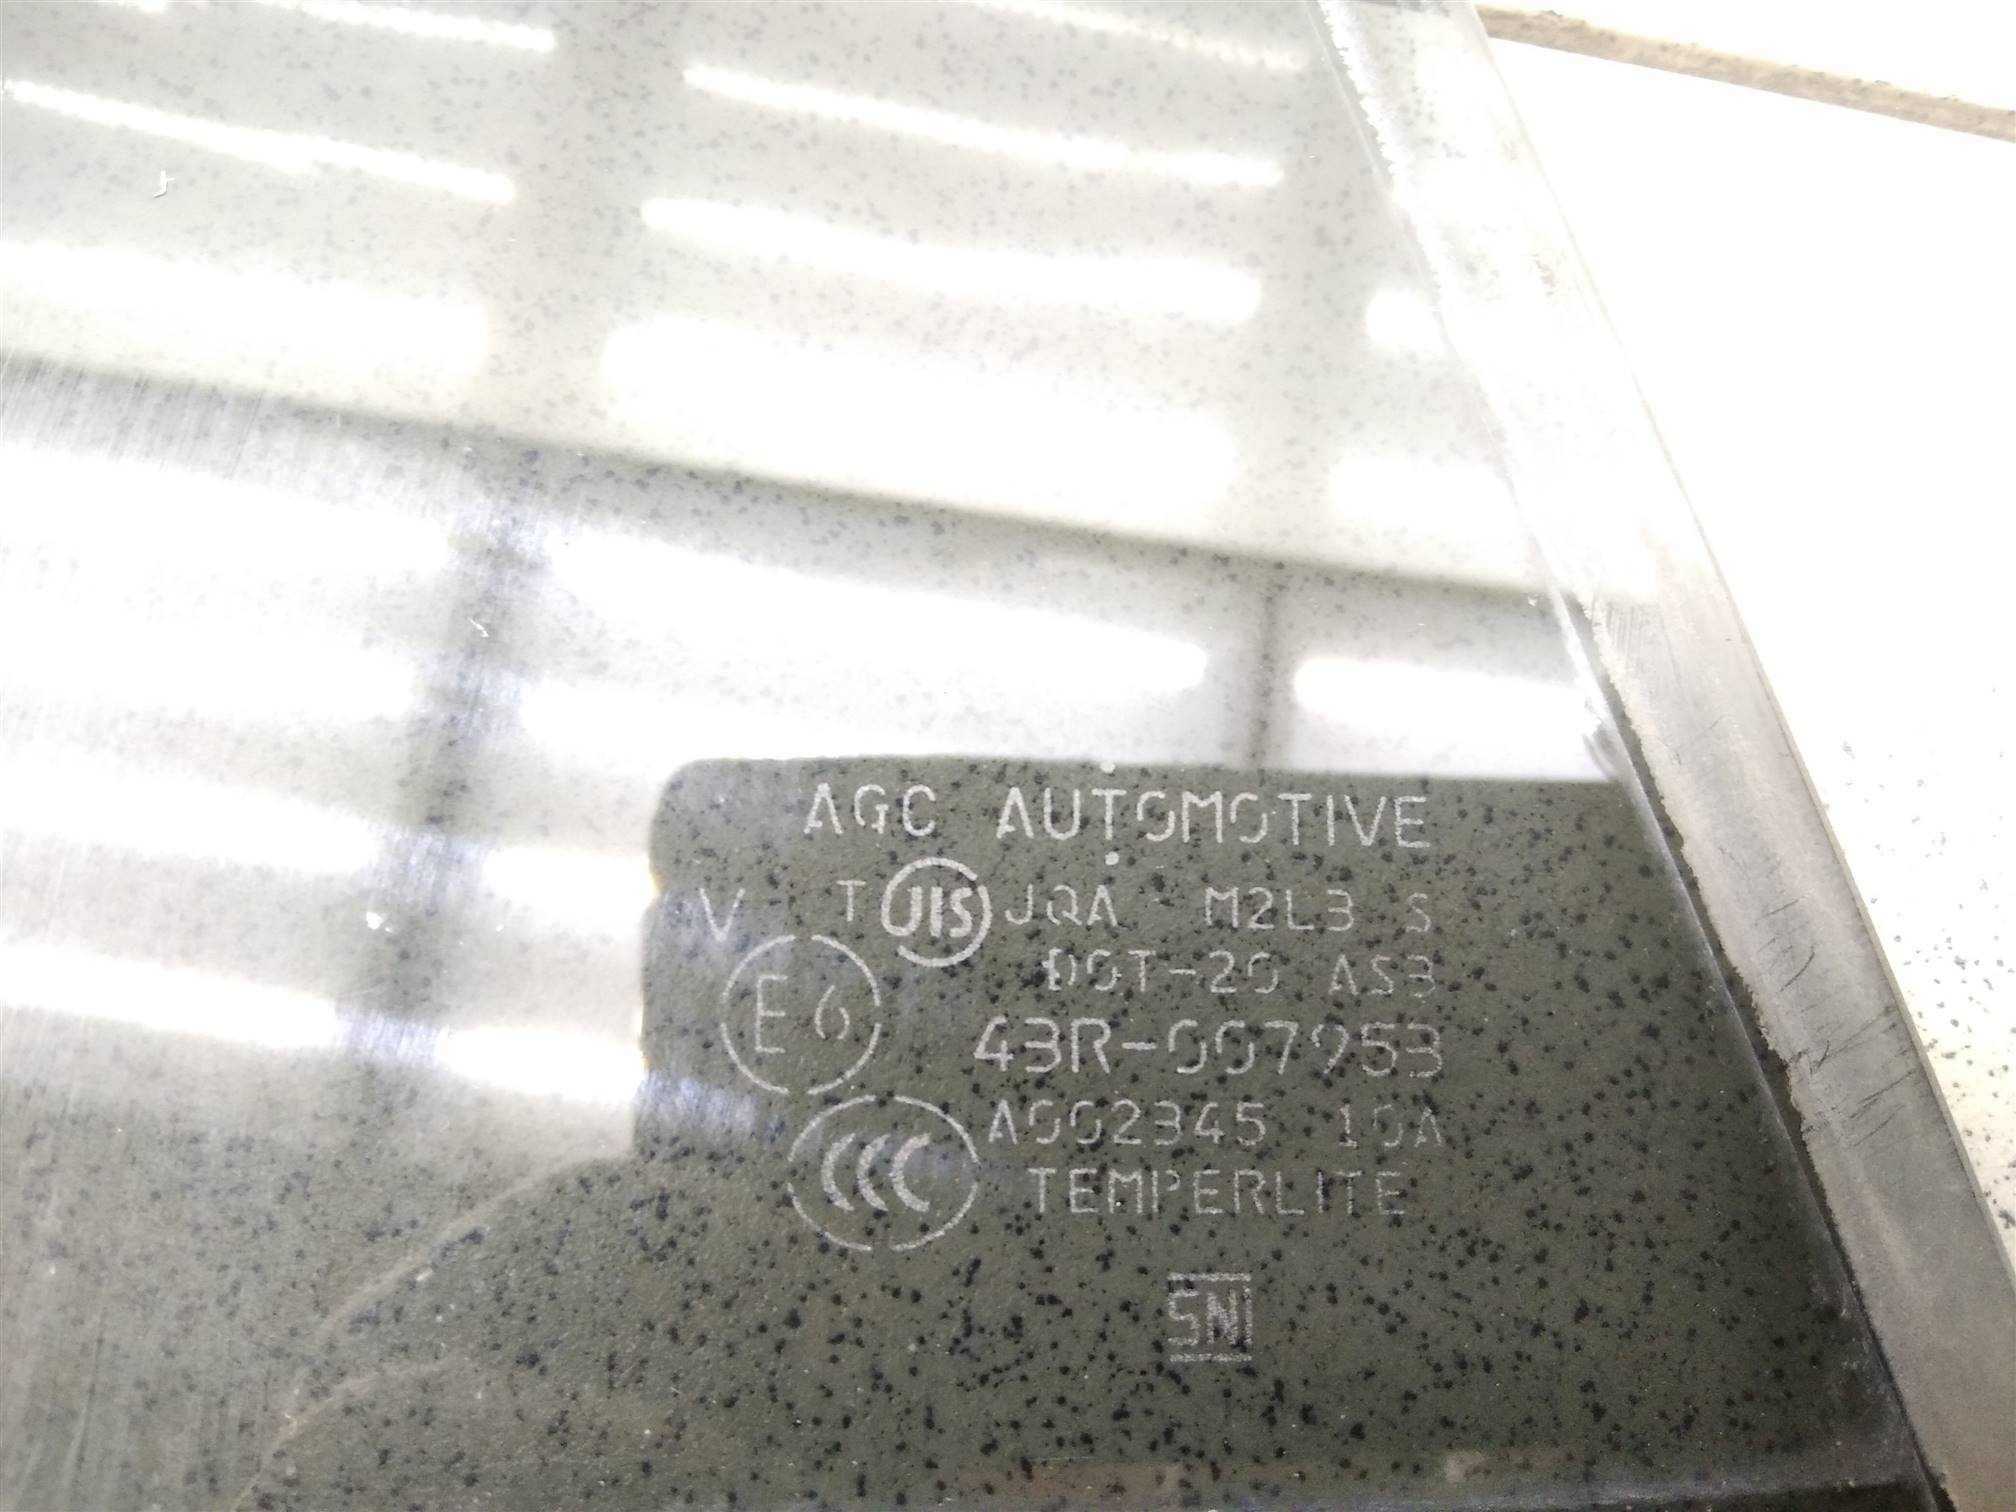 AGC AUTOMOTIVE
V T JIS JQA M2L3 S
DOT-20 AS3
E6 43R-007953
CCC A002345 10A
TEMPERLITE
SNI